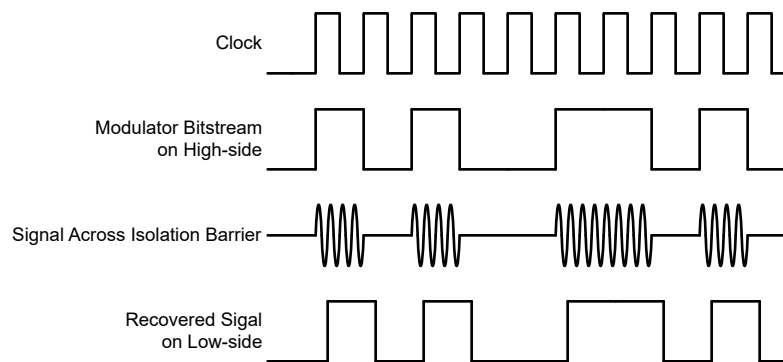 Clock
Modulator Bitstream
on High-side
Signal Across Isolation Barrier
Recovered Sigal
on Low-side